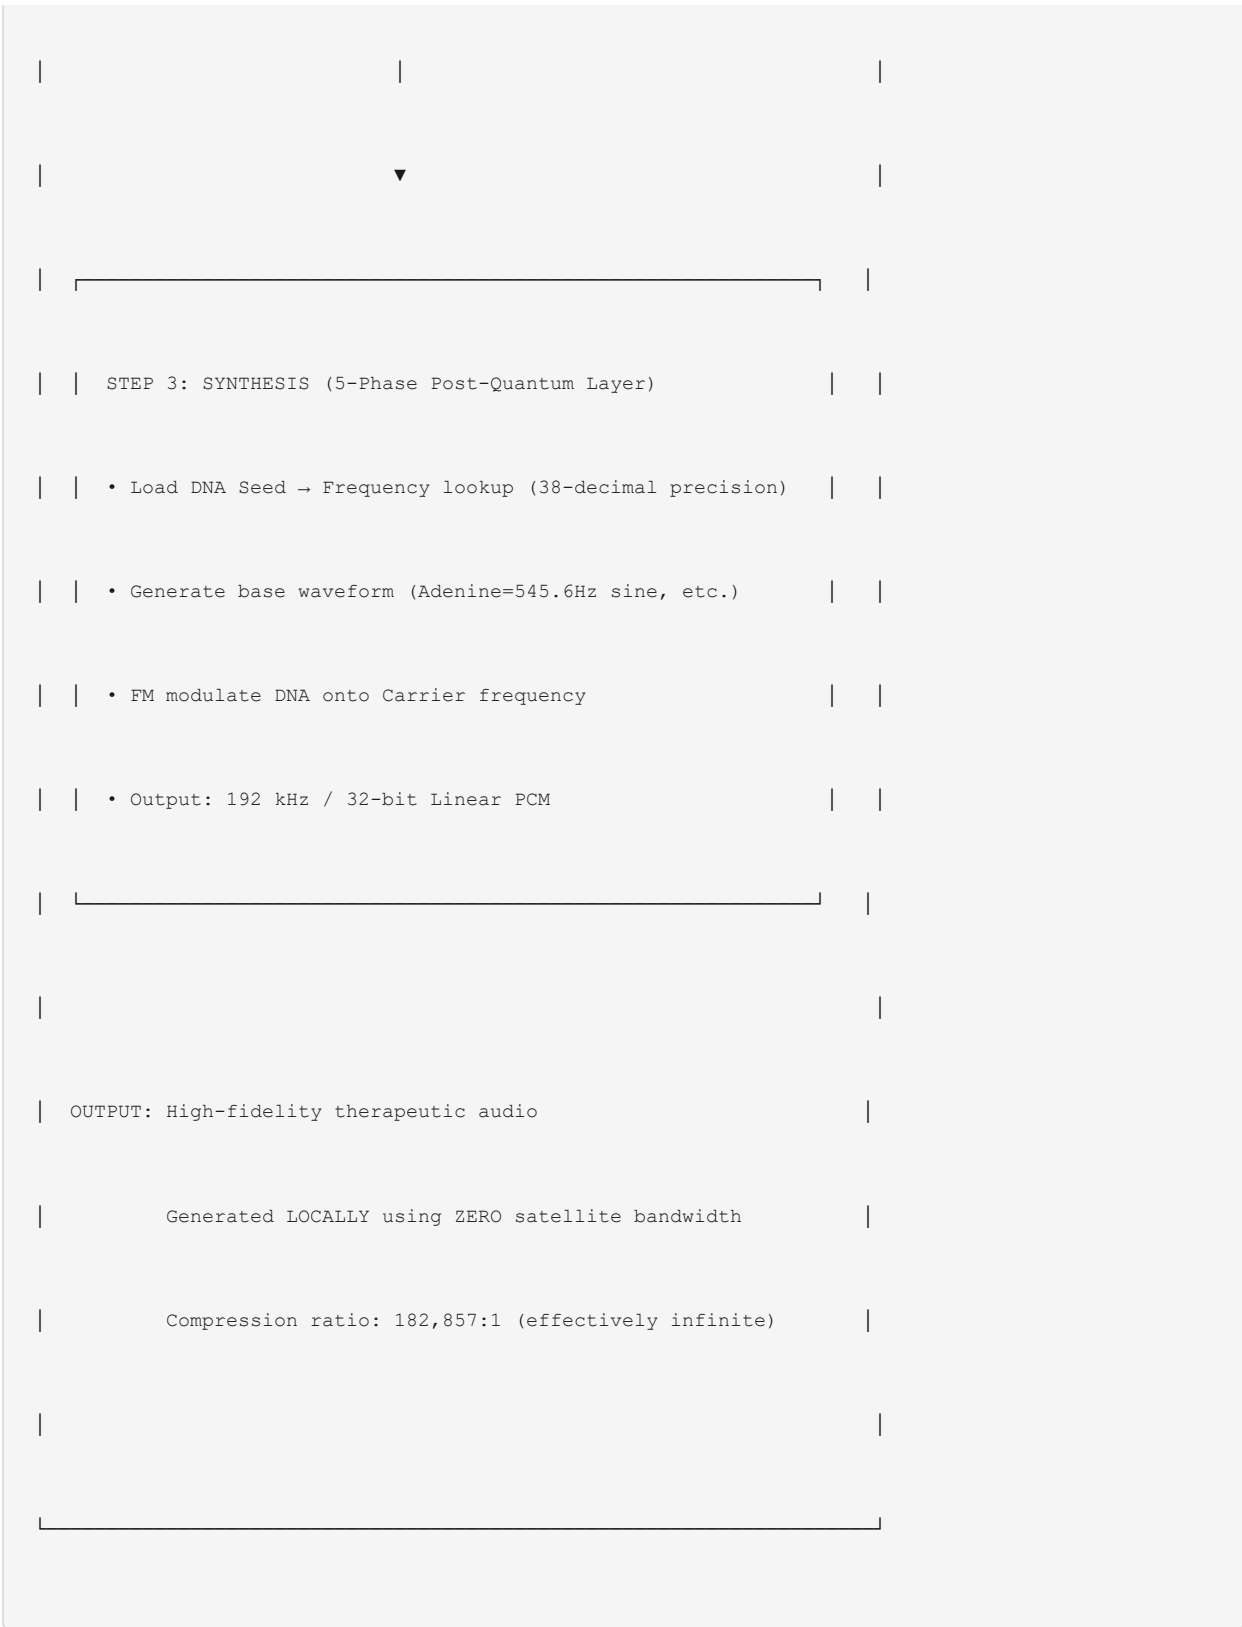 ▼
STEP 3: SYNTHESIS (5-Phase Post-Quantum Layer)
• Load DNA Seed → Frequency lookup (38-decimal precision)
• Generate base waveform (Adenine=545.6Hz sine, etc.)
• FM modulate DNA onto Carrier frequency
• Output: 192 kHz / 32-bit Linear PCM
OUTPUT: High-fidelity therapeutic audio
Generated LOCALLY using ZERO satellite bandwidth
Compression ratio: 182,857:1 (effectively infinite)